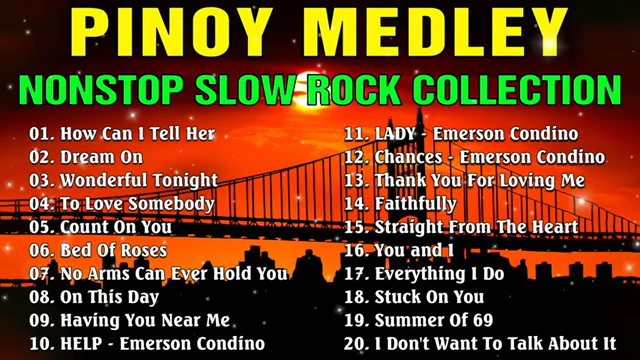 PINOY MEDLEY
NONSTOP SLOW ROCK COLLECTION
01. How Can I Tell Her
02. Dream On
03. Wonderful Tonight
04. To Love Somebody
05. Count On You
06. Bed Of Roses
07. No Arms Can Ever Hold You
08. On This Day
09. Having You Near Me
10. HELP - Emerson Condino
11. LADY - Emerson Condino
12. Chances - Emerson Condino
13. Thank You For Loving Me
14. Faithfully
15. Straight From The Heart
16. You and I
17. Everything I Do
18. Stuck On You
19. Summer Of 69
20. I Don't Want To Talk About It